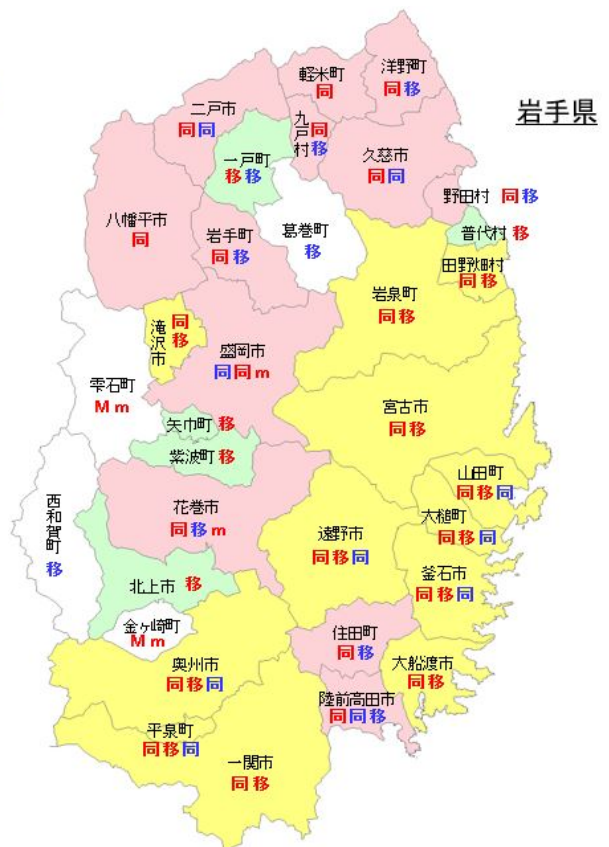 岩手県
洋野町
同 移
軽米町
同
二戸市
同 同
九戸村
同
移
一戸町
移 移
久慈市
同 同
野田村 同 移
普代村 移
田野畑村
同 移
八幡平市
同
岩手町
同 移
葛巻町
移
岩泉町
同 移
滝沢市
同
移
盛岡市
同 同 m
雫石町
M m
宮古市
同 移
矢巾町 移
紫波町 移
山田町
同 移 同
大槌町
同 移 同
花巻市
同 移 m
西和賀町
移
遠野市
同 移 同
釜石市
同 移 同
北上市 移
金ヶ崎町
M m
住田町
同 移
大船渡市
同 移
奥州市
同 移 同
陸前高田市
同 同 移
平泉町
同 移 同
一関市
同 移